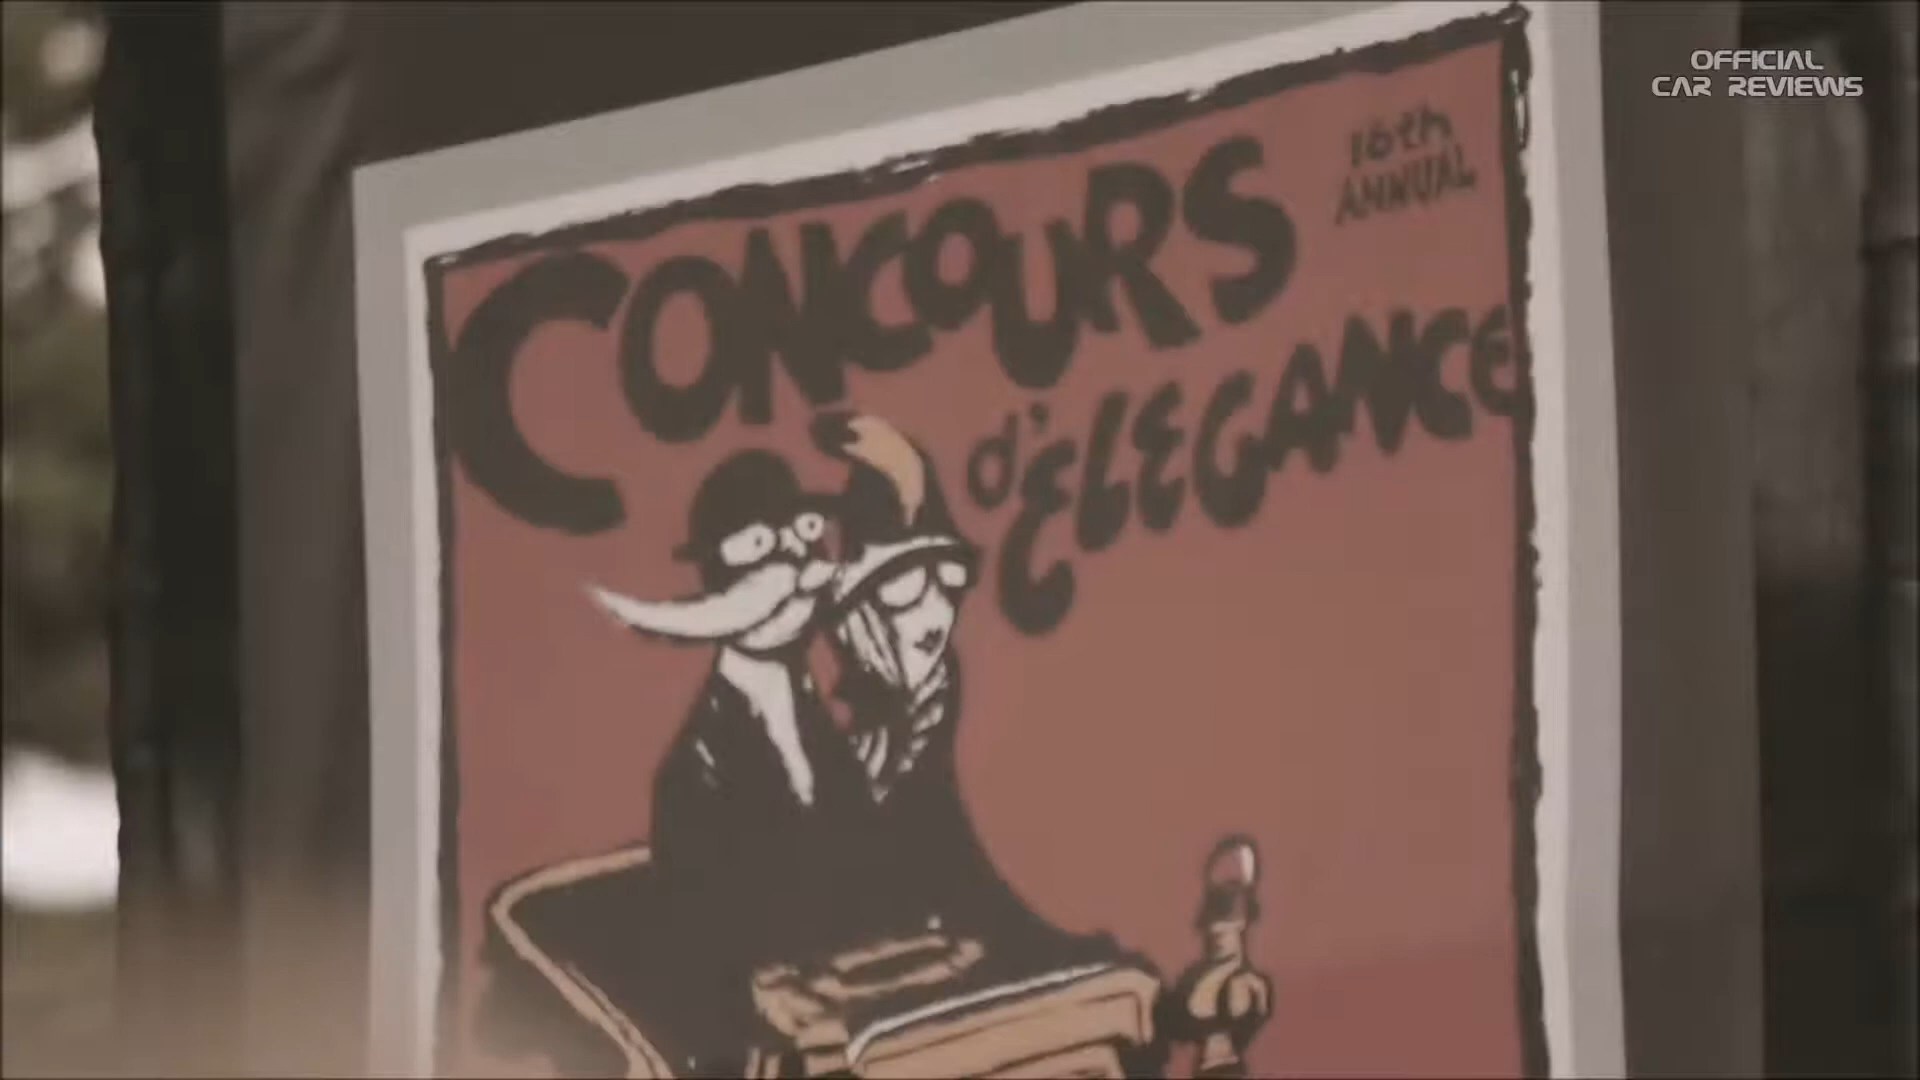 OFFICIAL
CAR REVIEWS
16th
ANNUAL
CONCOURS
d'ELEGANCE